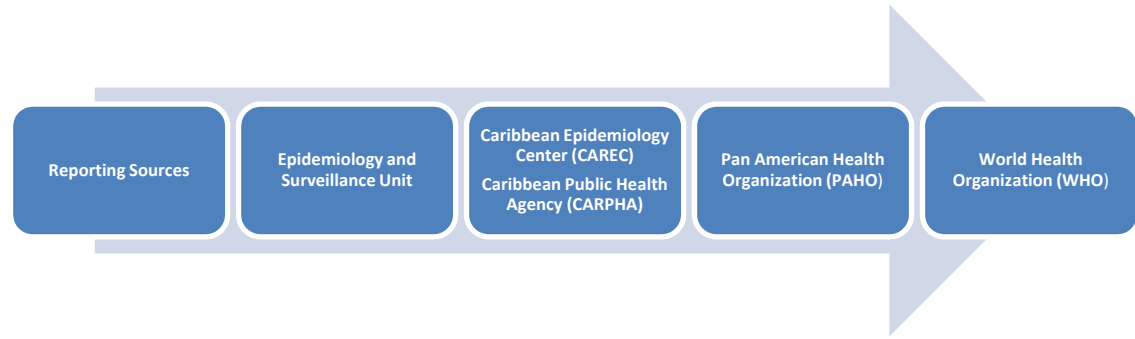 Reporting Sources
Epidemiology and
Surveillance Unit
Caribbean Epidemiology
Center (CAREC)
Caribbean Public Health
Agency (CARPHA)
Pan American Health
Organization (PAHO)
World Health
Organization (WHO)